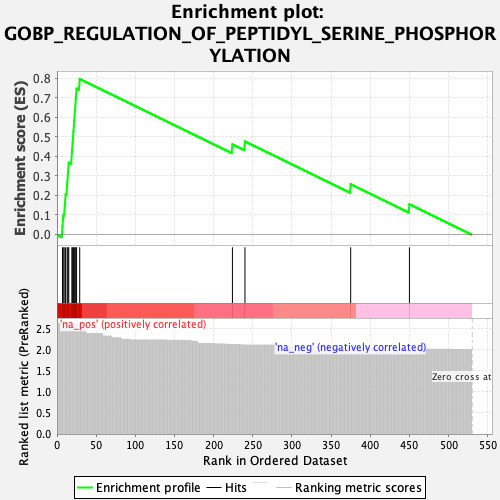 Enrichment plot:
GOBP_REGULATION_OF_PEPTIDYL_SERINE_PHOSPHOR
YLATION
Enrichment score (ES)
0.8
0.7
0.6
0.5
0.4
0.3
0.2
0.1
0.0
'na_pos' (positively correlated)
'na_neg' (negatively correlated)
Zero cross at
Ranked list metric (PreRanked)
2.5
2.0
1.5
1.0
0.5
0.0
0 50 100 150 200 250 300 350 400 450 500 550
Rank in Ordered Dataset
Enrichment profile Hits Ranking metric scores